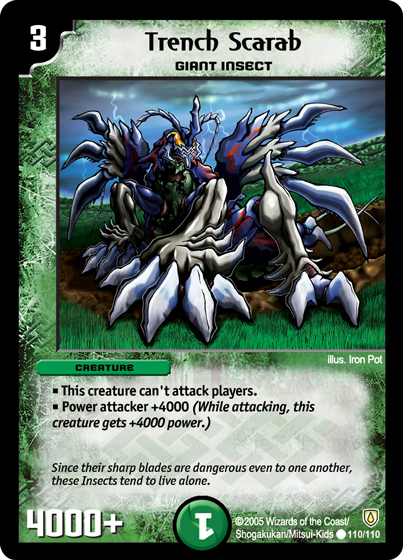 3
Trench Scarab
GIANT INSECT
illus. Iron Pot
CREATURE
▪ This creature can't attack players.
▪ Power attacker +4000 (While attacking, this
creature gets +4000 power.)
Since their sharp blades are dangerous even to one another,
these Insects tend to live alone.
4000+
©2005 Wizards of the Coast/
Shogakukan/Mitsui-Kids ● 110/110